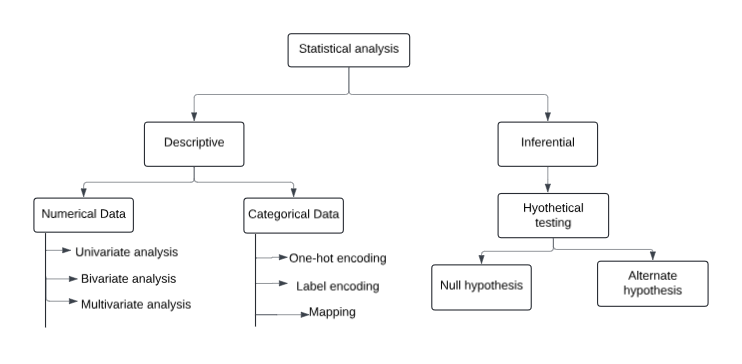 Statistical analysis
Descriptive
Inferential
Numerical Data
Categorical Data
Hyothetical
testing
Univariate analysis
Bivariate analysis
Multivariate analysis
One-hot encoding
Label encoding
Mapping
Null hypothesis
Alternate
hypothesis